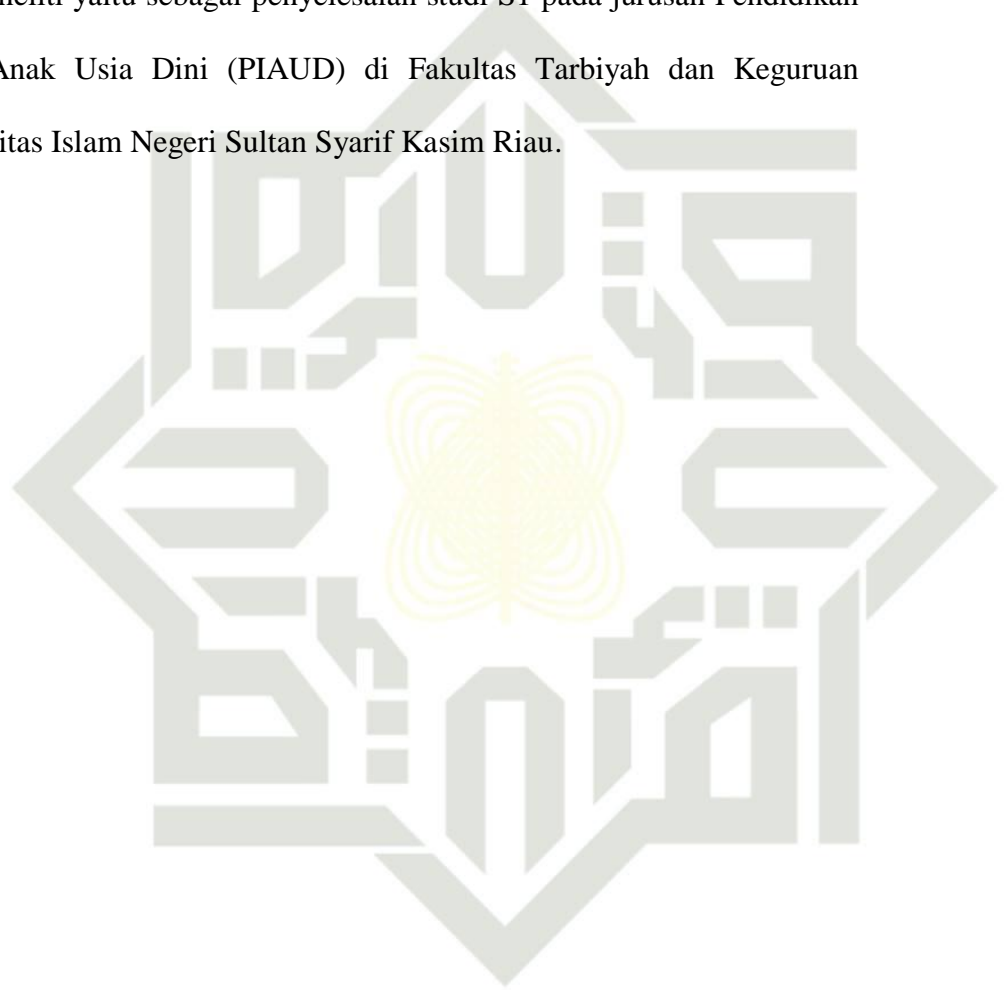 neliti yaitu sebagai penyelesaian studi S1 pada jurusan Pendidikan
Anak Usia Dini (PIAUD) di Fakultas Tarbiyah dan Keguruan
itas Islam Negeri Sultan Syarif Kasim Riau.